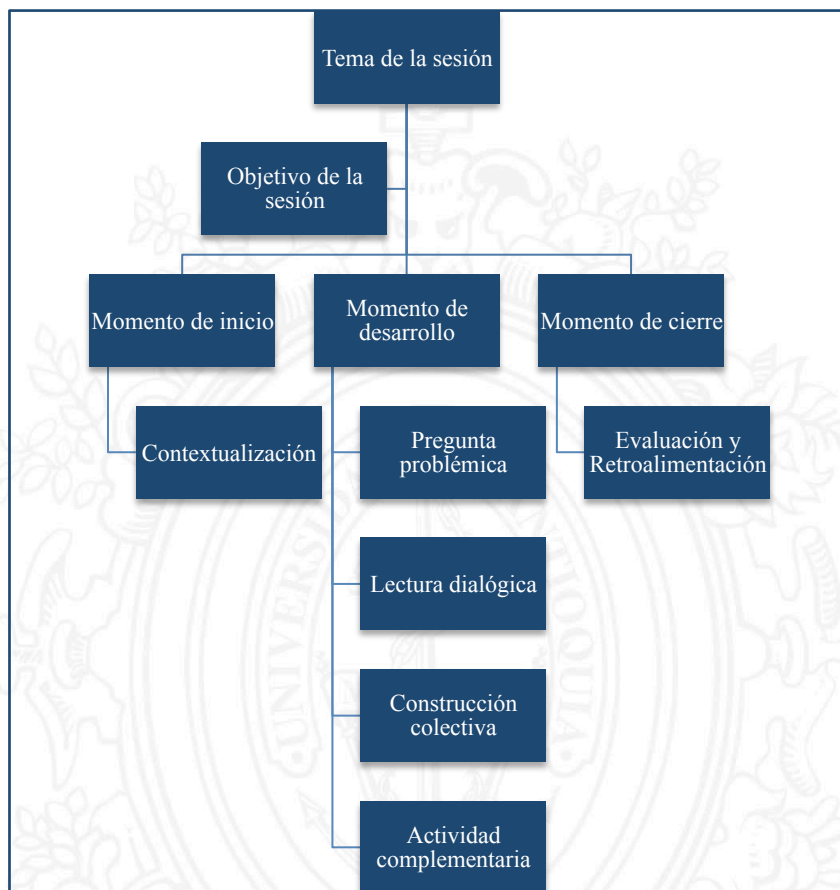 Tema de la sesión
Objetivo de la
sesión
Momento de inicio
Momento de
desarrollo
Momento de cierre
Contextualización
Pregunta
problémica
Evaluación y
Retroalimentación
Lectura dialógica
Construcción
colectiva
Actividad
complementaria